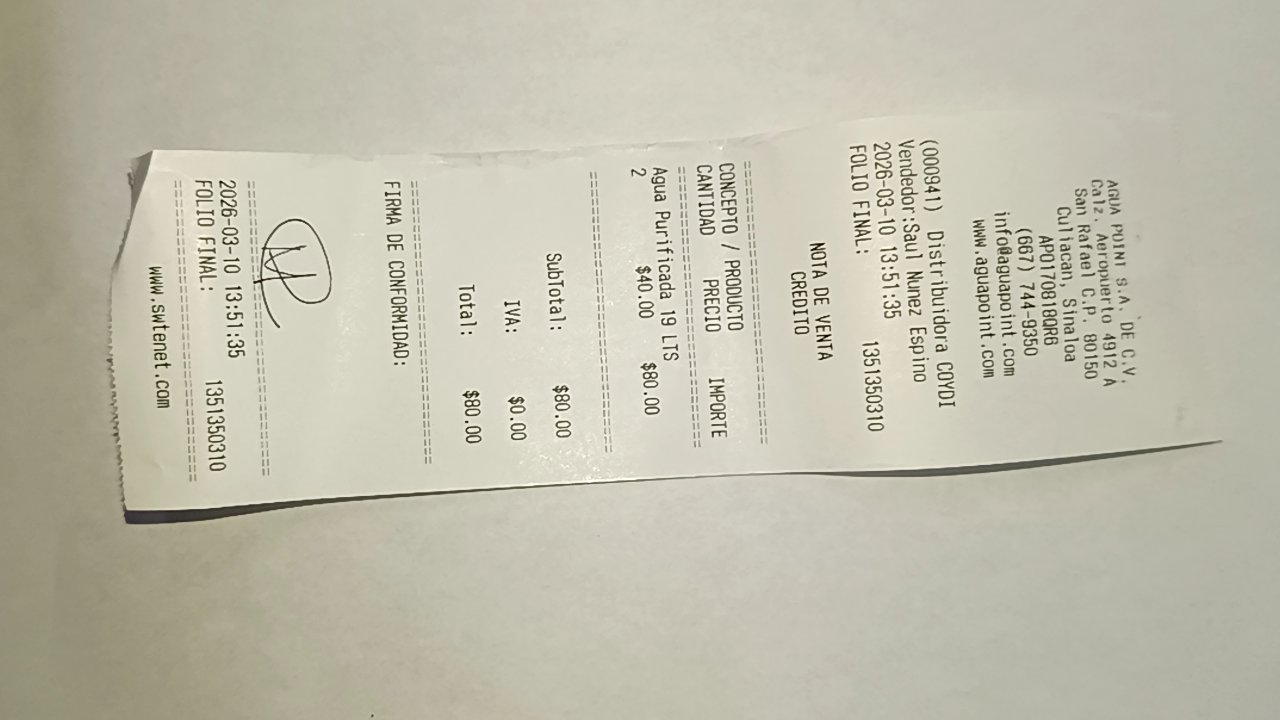 AGUA POINT S.A. DE C.V.
Calz. Aeropuerto 4912 A
San Rafael C.P. 80150
Culiacan, Sinaloa
APO170818QR6
(667) 744-9350
info@aguapoint.com
www.aguapoint.com
(000941) Distribuidora COYDI
Vendedor:Saul Nunez Espino
2026-03-10 13:51:35
FOLIO FINAL: 1351350310
NOTA DE VENTA
CREDITO
==============================
CONCEPTO / PRODUCTO
CANTIDAD PRECIO IMPORTE
==============================
Agua Purificada 19 LTS
2 $40.00 $80.00
==============================
SubTotal: $80.00
IVA: $0.00
Total: $80.00
==============================
FIRMA DE CONFORMIDAD:
==============================
2026-03-10 13:51:35
FOLIO FINAL: 1351350310
==============================
www.swtenet.com